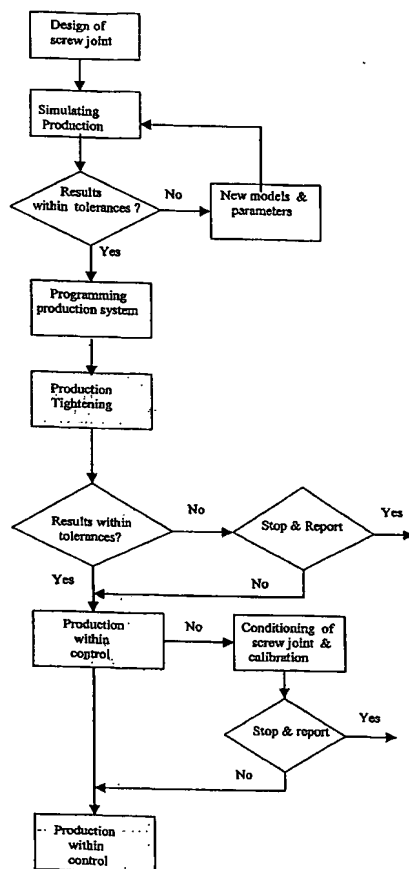 Design of
screw joint
Simulating
Production
Results
within tolerances ?
No
New models &
parameters
Yes
Programming
production system
Production
Tightening
Results within
tolerances?
No
Stop & Report
Yes
Yes
No
Production
within
control
No
Conditioning of
screw joint &
calibration
Stop & report
Yes
No
Production
within
control